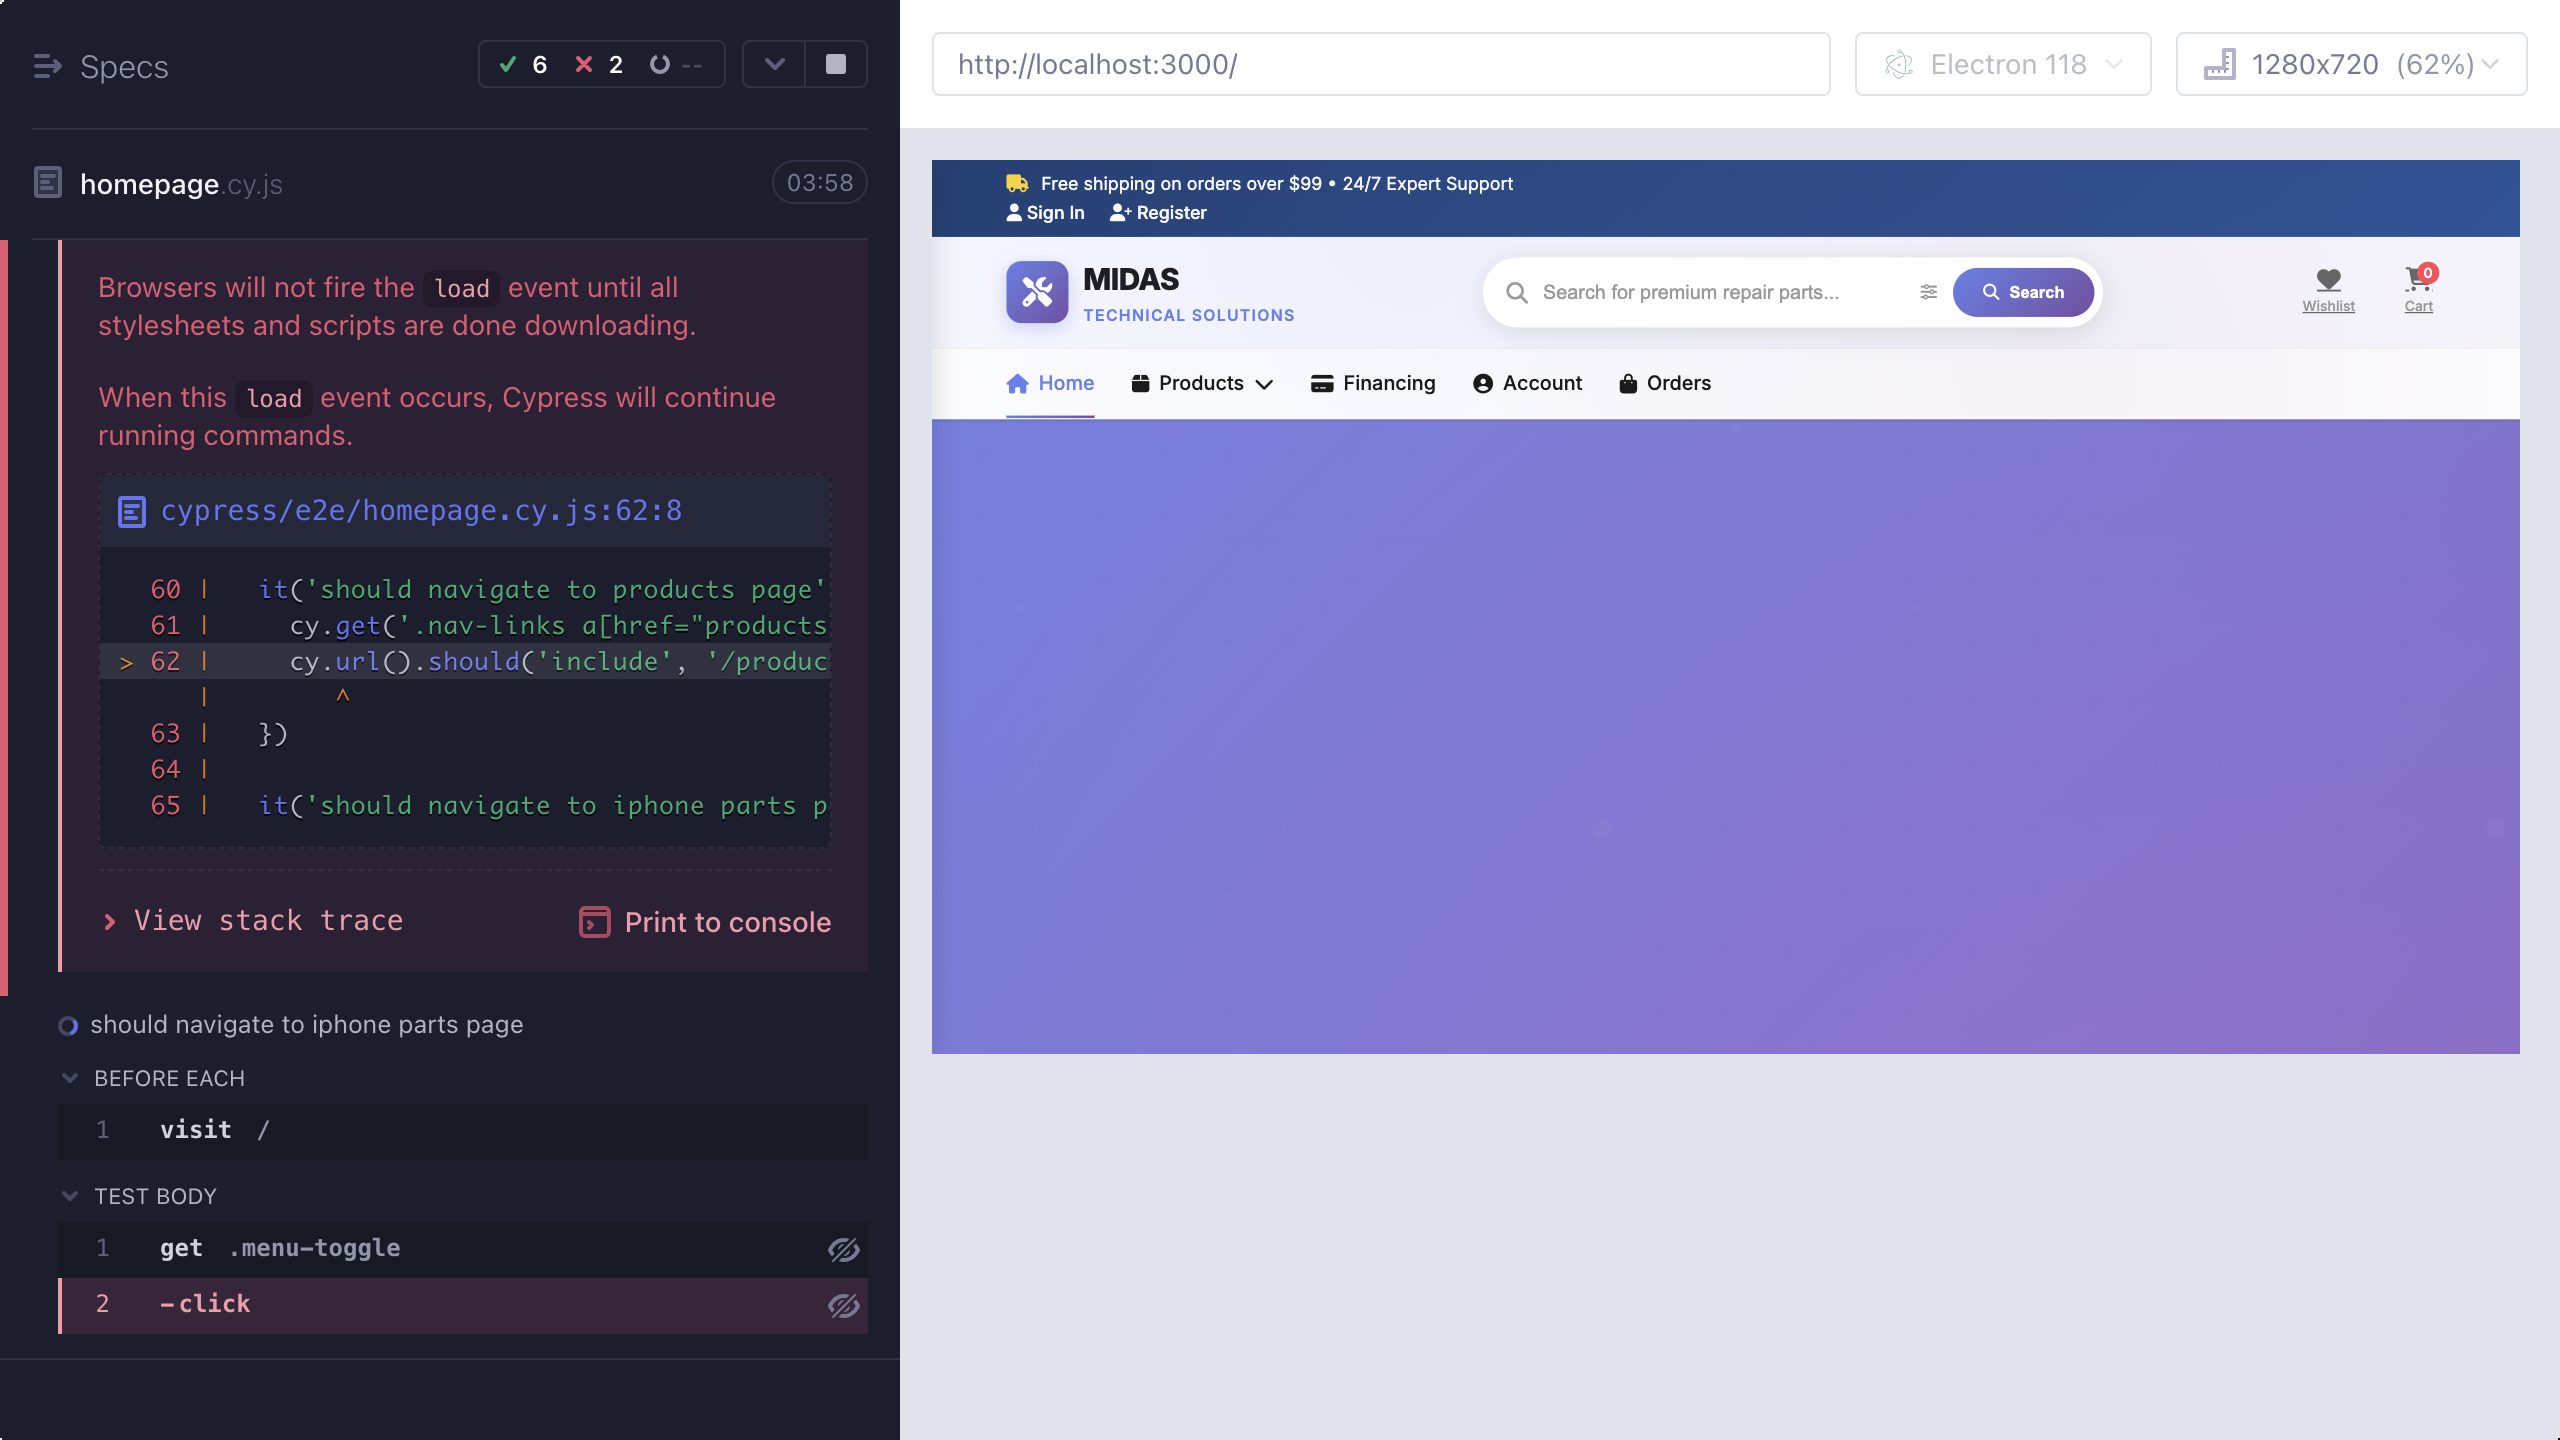 Specs
6
2
--
homepage.cy.js
03:58
Browsers will not fire the load event until all
stylesheets and scripts are done downloading.
When this load event occurs, Cypress will continue
running commands.
cypress/e2e/homepage.cy.js:62:8
60 |   it('should navigate to products page'
61 |     cy.get('.nav-links a[href="products
> 62 |     cy.url().should('include', '/produc
|        ^
63 |   })
64 |
65 |   it('should navigate to iphone parts p
View stack trace
Print to console
should navigate to iphone parts page
BEFORE EACH
1 visit /
TEST BODY
1 get .menu-toggle
2 -click
http://localhost:3000/
Electron 118
1280x720 (62%)
Free shipping on orders over $99 • 24/7 Expert Support
Sign In Register
MIDAS
TECHNICAL SOLUTIONS
Search for premium repair parts...
Search
Wishlist
0
Cart
Home Products Financing Account Orders